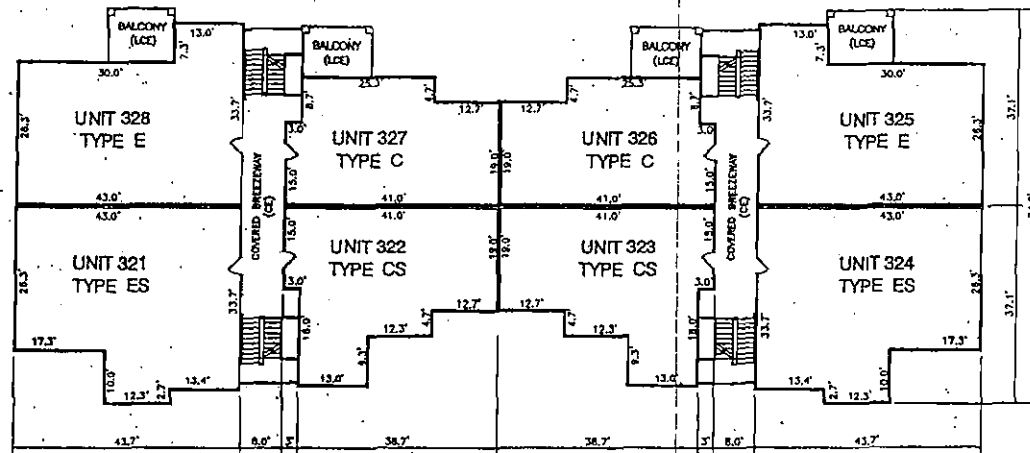 BALCONY
(LCE)
13.0'
7.3'
30.0'
33.7'
26.3'
UNIT 328
TYPE E
43.0'
BALCONY
(LCE)
25.3'
4.7'
12.7'
8.7'
3.0'
15.0'
19.0'
UNIT 327
TYPE C
41.0'
BALCONY
(LCE)
25.3'
4.7'
12.7'
8.7'
3.0'
15.0'
19.0'
UNIT 326
TYPE C
41.0'
BALCONY
(LCE)
13.0'
7.3'
30.0'
33.7'
26.3'
UNIT 325
TYPE E
43.0'
37.1'
COVERED BREEZEWAY
(CE)
COVERED BREEZEWAY
(CE)
43.0'
UNIT 321
TYPE ES
26.3'
33.7'
17.3'
10.0'
12.3'
2.7'
13.4'
41.0'
15.0'
19.0'
UNIT 322
TYPE CS
3.0'
18.0'
12.7'
4.7'
12.3'
9.3'
13.0'
41.0'
15.0'
19.0'
UNIT 323
TYPE CS
3.0'
18.0'
12.7'
4.7'
12.3'
9.3'
13.0'
43.0'
UNIT 324
TYPE ES
26.3'
33.7'
17.3'
10.0'
12.3'
2.7'
13.4'
37.1'
43.7'
8.0'
3'
38.7'
38.7'
3'
8.0'
43.7'